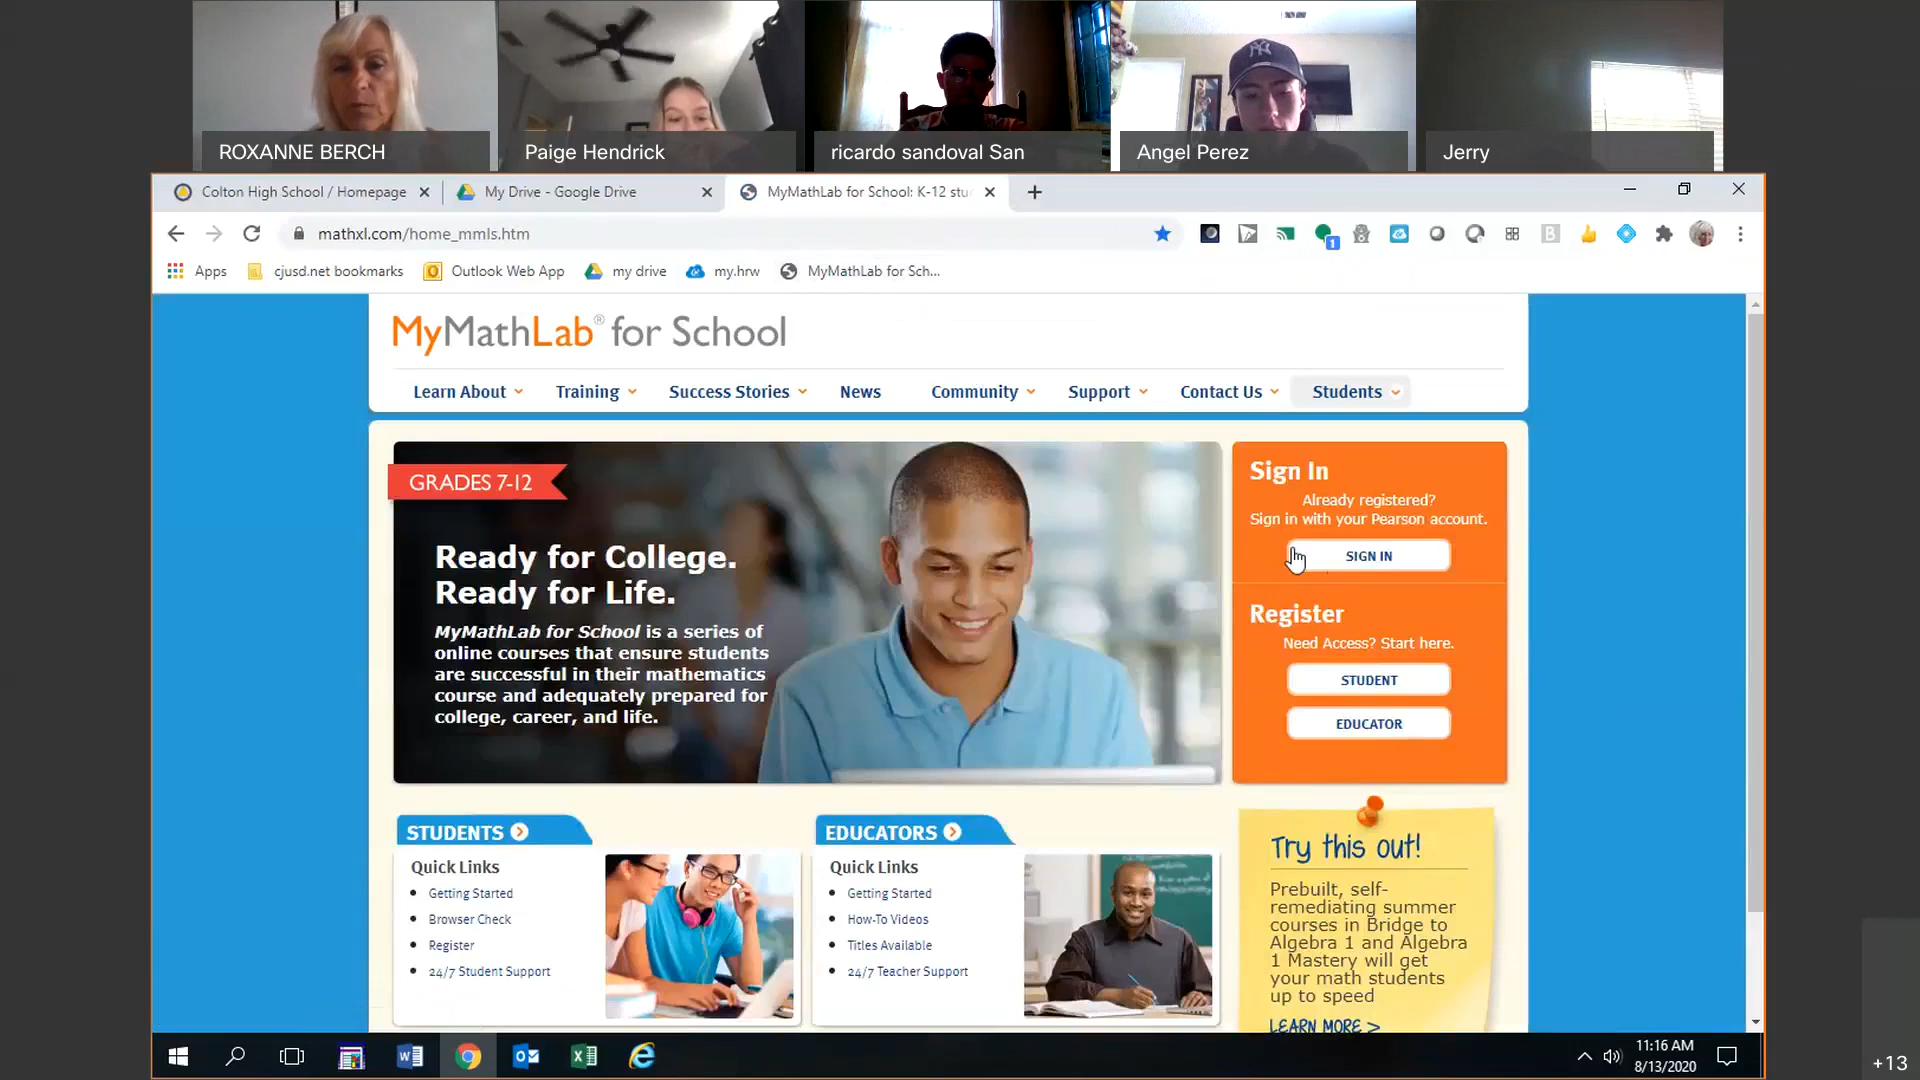 ROXANNE BERCH
Paige Hendrick
ricardo sandoval San
Angel Perez
Jerry
Colton High School / Homepage
My Drive - Google Drive
MyMathLab for School: K-12 stu
mathxl.com/home_mmls.htm
1
Apps
cjusd.net bookmarks
Outlook Web App
my drive
my.hrw
MyMathLab for Sch...
MyMathLab® for School
Learn About
Training
Success Stories
News
Community
Support
Contact Us
Students
GRADES 7-12
Ready for College.
Ready for Life.
MyMathLab for School is a series of
online courses that ensure students
are successful in their mathematics
course and adequately prepared for
college, career, and life.
Sign In
Already registered?
Sign in with your Pearson account.
SIGN IN
Register
Need Access? Start here.
STUDENT
EDUCATOR
STUDENTS
Quick Links
• Getting Started
• Browser Check
• Register
• 24/7 Student Support
EDUCATORS
Quick Links
• Getting Started
• How-To Videos
• Titles Available
• 24/7 Teacher Support
Try this out!
Prebuilt, self-
remediating summer
courses in Bridge to
Algebra 1 and Algebra
1 Mastery will get
your math students
up to speed
LEARN MORE >
11:16 AM
8/13/2020
+13